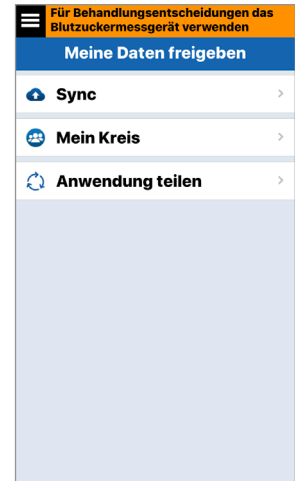 Für Behandlungsentscheidungen das
Blutzuckermessgerät verwenden
Meine Daten freigeben
Sync
Mein Kreis
Anwendung teilen